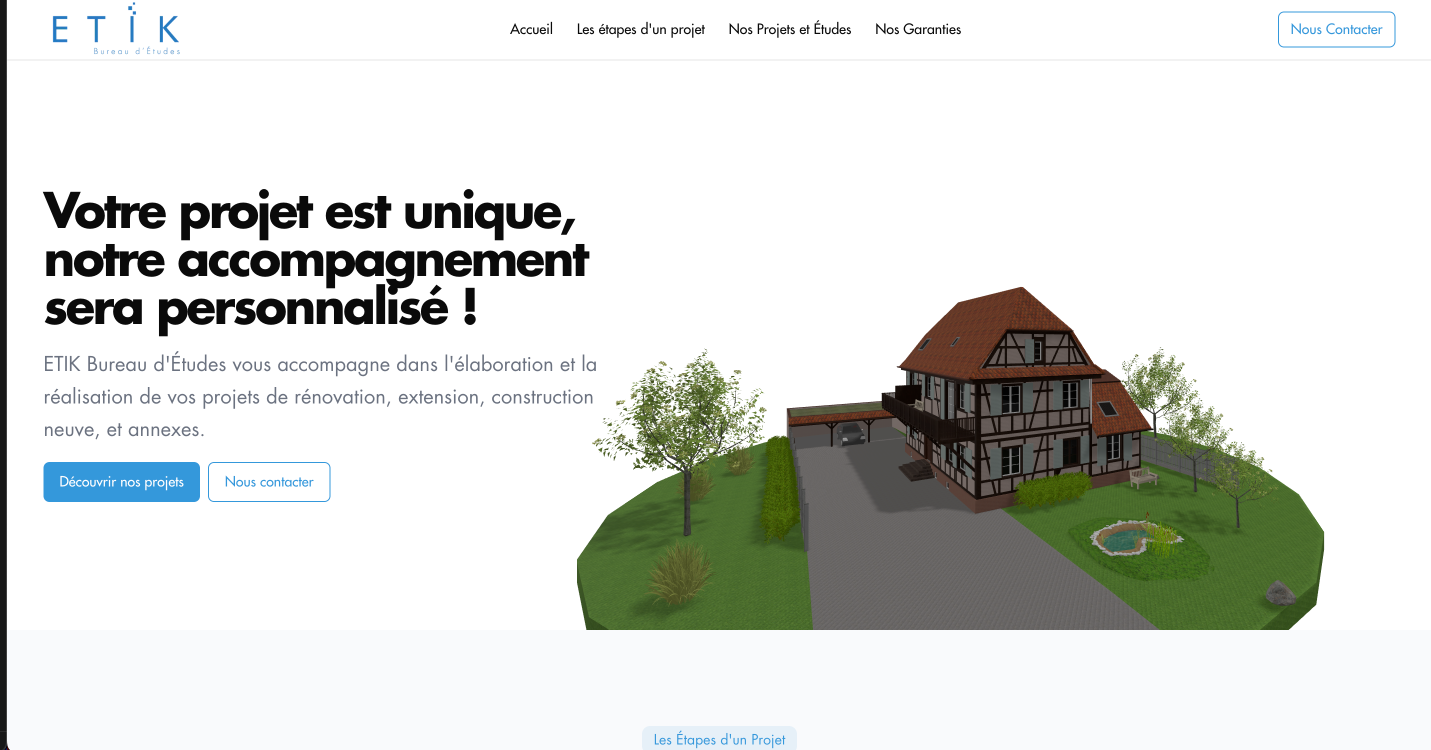 ETIK
Bureau d'Études
Accueil
Les étapes d'un projet
Nos Projets et Études
Nos Garanties
Nous Contacter
Votre projet est unique,
notre accompagnement
sera personnalisé !
ETIK Bureau d'Études vous accompagne dans l'élaboration et la
réalisation de vos projets de rénovation, extension, construction
neuve, et annexes.
Découvrir nos projets
Nous contacter
Les Étapes d'un Projet